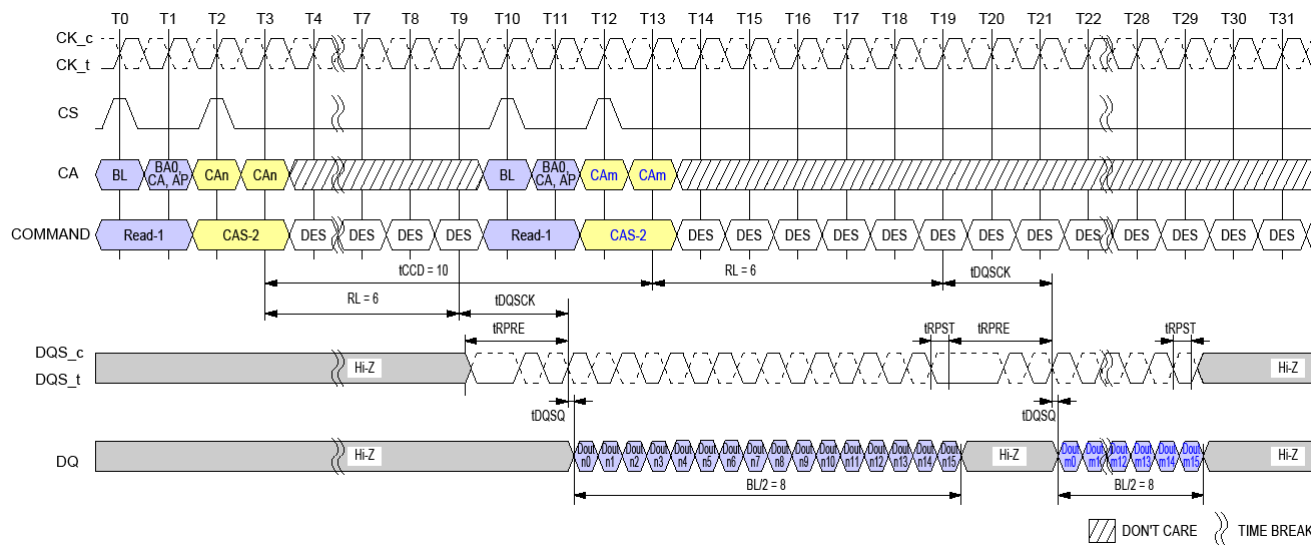 T0 T1 T2 T3 T4 T7 T8 T9 T10 T11 T12 T13 T14 T15 T16 T17 T18 T19 T20 T21 T22 T28 T29 T30 T31
CK_c
CK_t
CS
CA BL BA0, CA, AP CAn CAn BL BA0, CA, AP CAm CAm
COMMAND Read-1 CAS-2 DES DES DES DES Read-1 CAS-2 DES DES DES DES DES DES DES DES DES DES DES DES DES
tCCD = 10 RL = 6 tDQSCK
RL = 6 tDQSCK
tRPRE tRPST tRPRE tRPST
DQS_c
DQS_t
Hi-Z Hi-Z
tDQSQ tDQSQ
DQ Hi-Z Dout n0 Dout n1 Dout n2 Dout n3 Dout n4 Dout n5 Dout n6 Dout n7 Dout n8 Dout n9 Dout n10 Dout n11 Dout n12 Dout n13 Dout n14 Dout n15 Hi-Z Dout m0 Dout m1 Dout m12 Dout m13 Dout m14 Dout m15 Hi-Z
BL/2 = 8 BL/2 = 8
DON'T CARE TIME BREAK